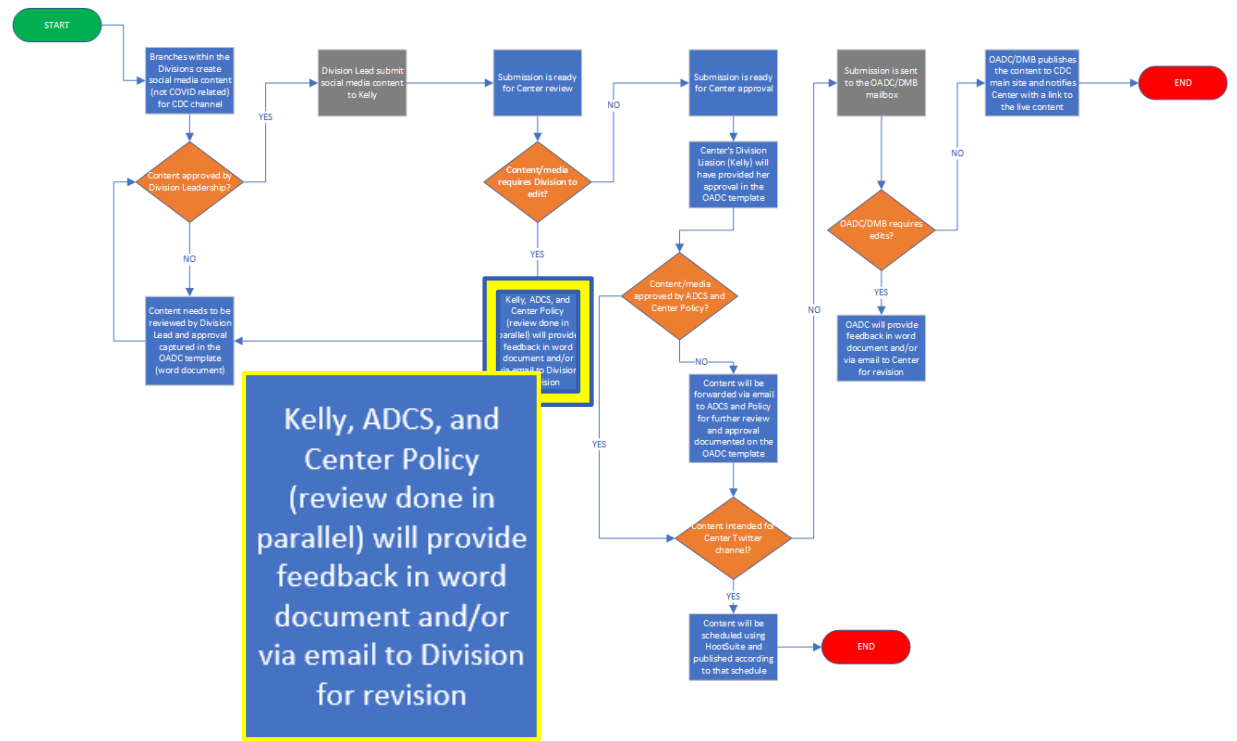 START
Branches within the
Divisions create
social media content
(not COVID related)
for CDC channel
Content approved by
Division Leadership?
YES
NO
Content needs to be
reviewed by Division
Lead and approval
captured in the
OADC template
(word document)
Division Lead submit
social media content
to Kelly
Submission is ready
for Center review
Content/media
requires Division to
edit?
NO
YES
Kelly, ADCS, and
Center Policy
(review done in
parallel) will provide
feedback in word
document and/or
via email to Division
ision
Kelly, ADCS, and
Center Policy
(review done in
parallel) will provide
feedback in word
document and/or
via email to Division
for revision
Submission is ready
for Center approval
Center's Division
Liasion (Kelly) will
have provided her
approval in the
OADC template
Content/media
approved by ADCS and
Center Policy?
NO
YES
Content will be
forwarded via email
to ADCS and Policy
for further review
and approval
documented on the
OADC template
Content intended for
Center Twitter
channel?
NO
YES
Content will be
scheduled using
HootSuite and
published according
to that schedule
END
Submission is sent
to the OADC/DMB
mailbox
OADC/DMB requires
edits?
NO
YES
OADC will provide
feedback in word
document and/or
via email to Center
for revision
OADC/DMB publishes
the content to CDC
main site and notifies
Center with a link to
the live content
END